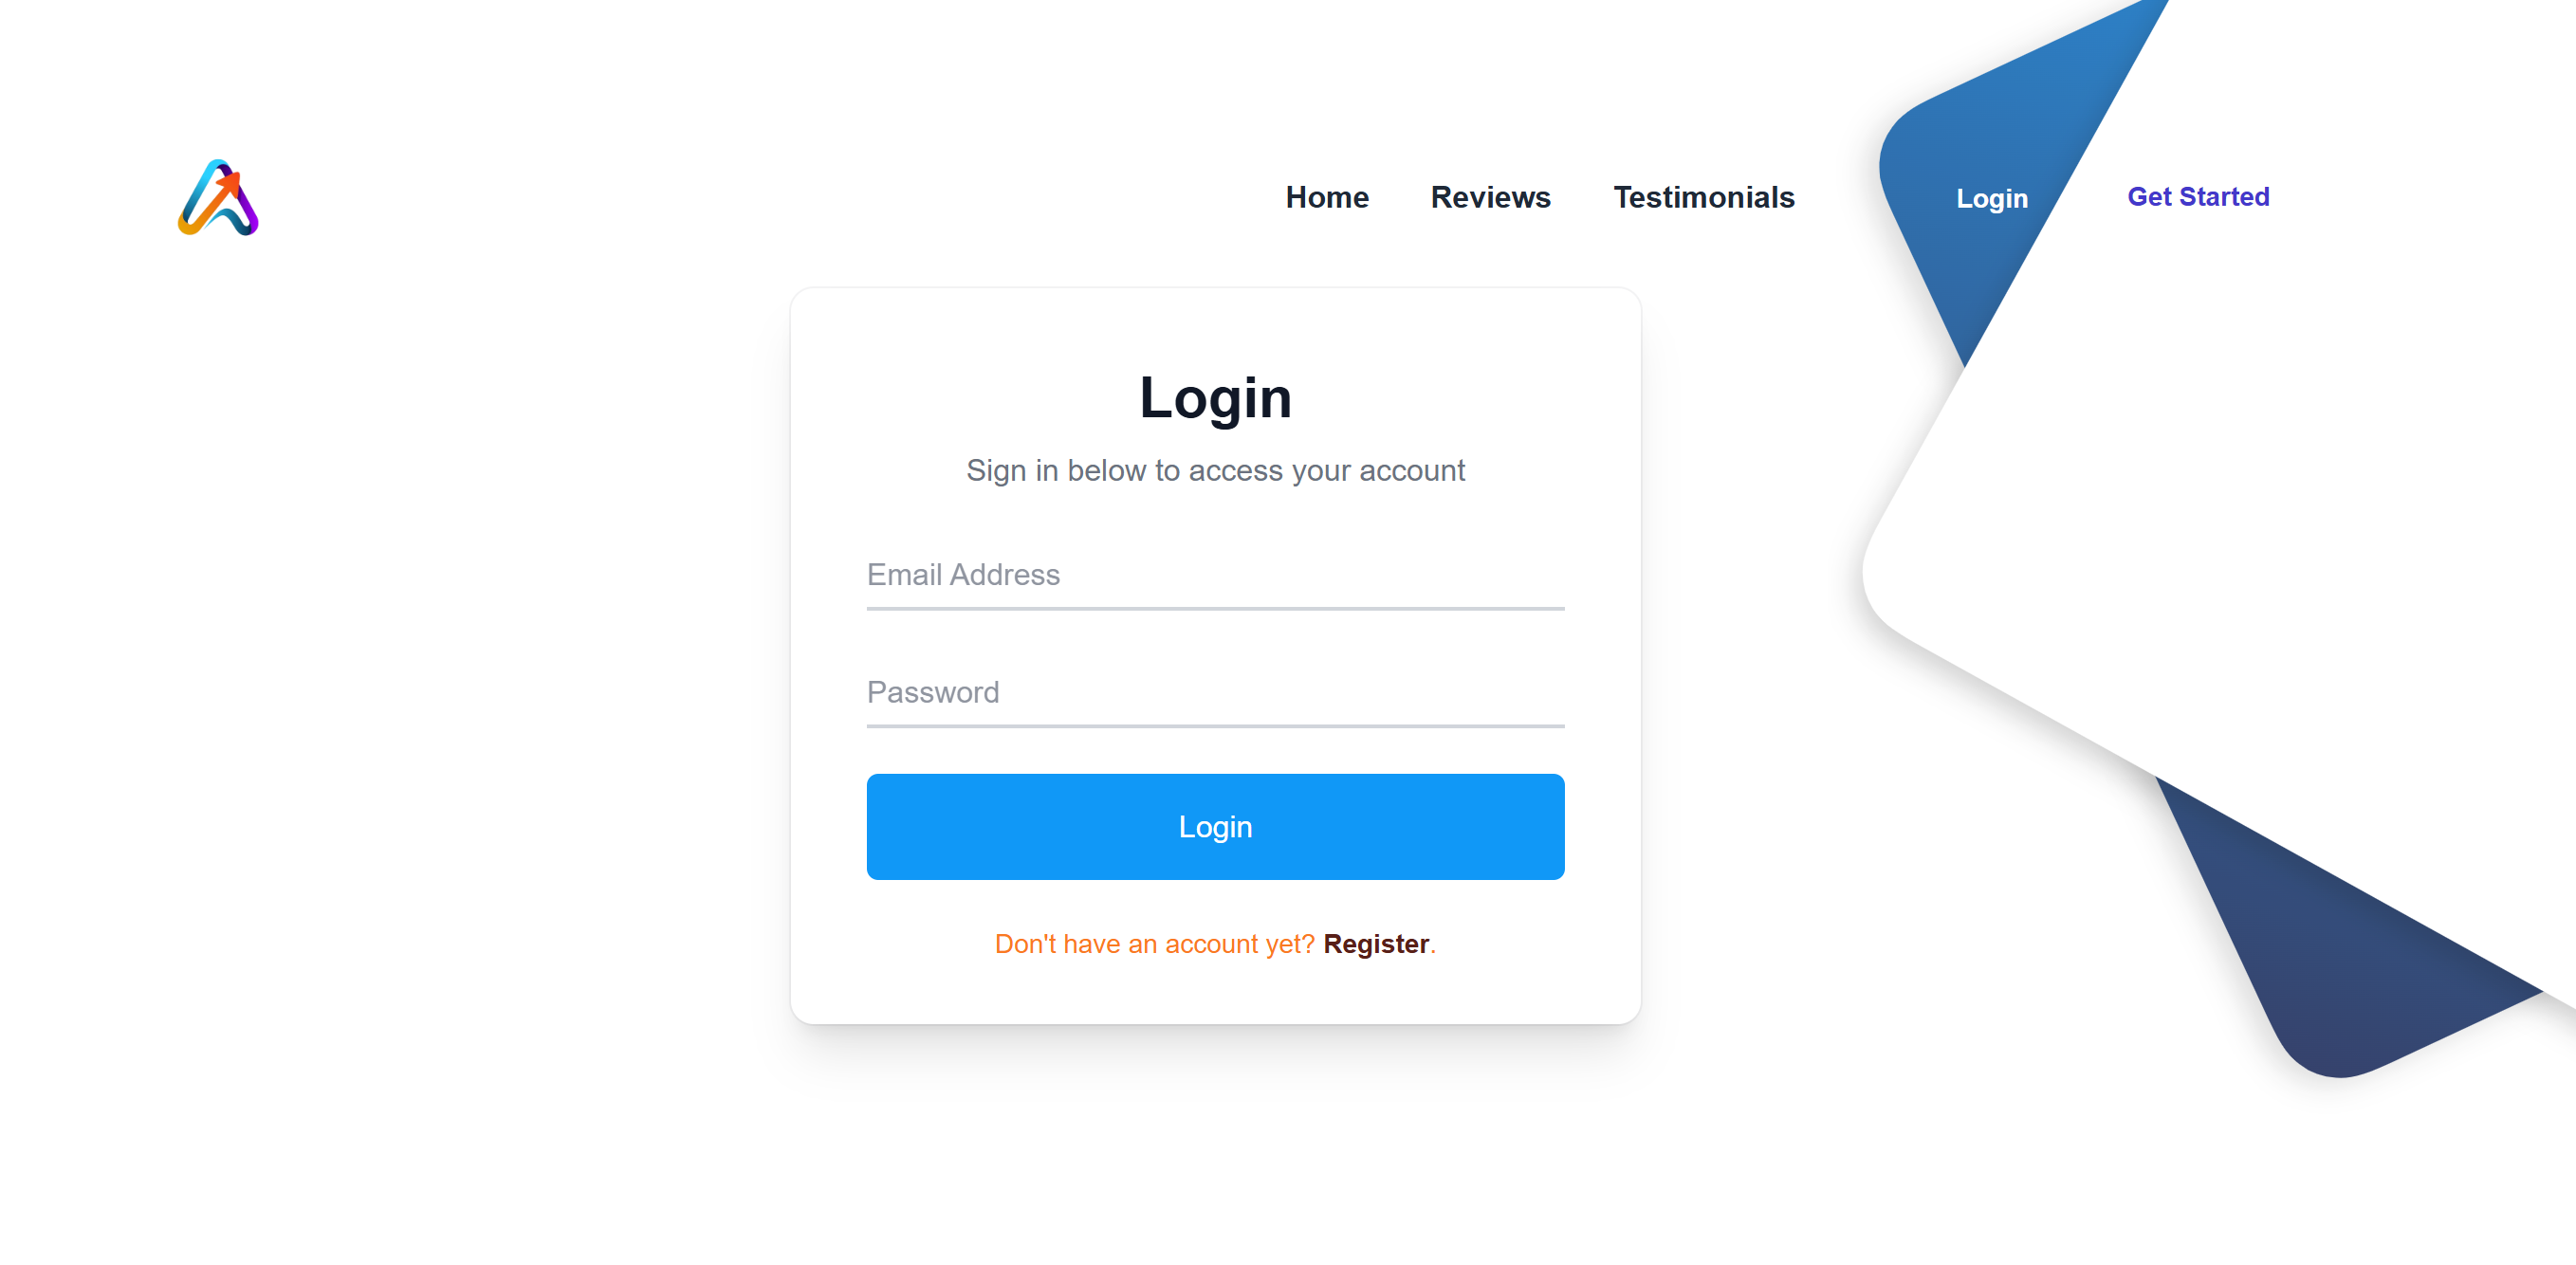 Home Reviews Testimonials Login Get Started
Login
Sign in below to access your account
Email Address
Password
Login
Don't have an account yet? Register.